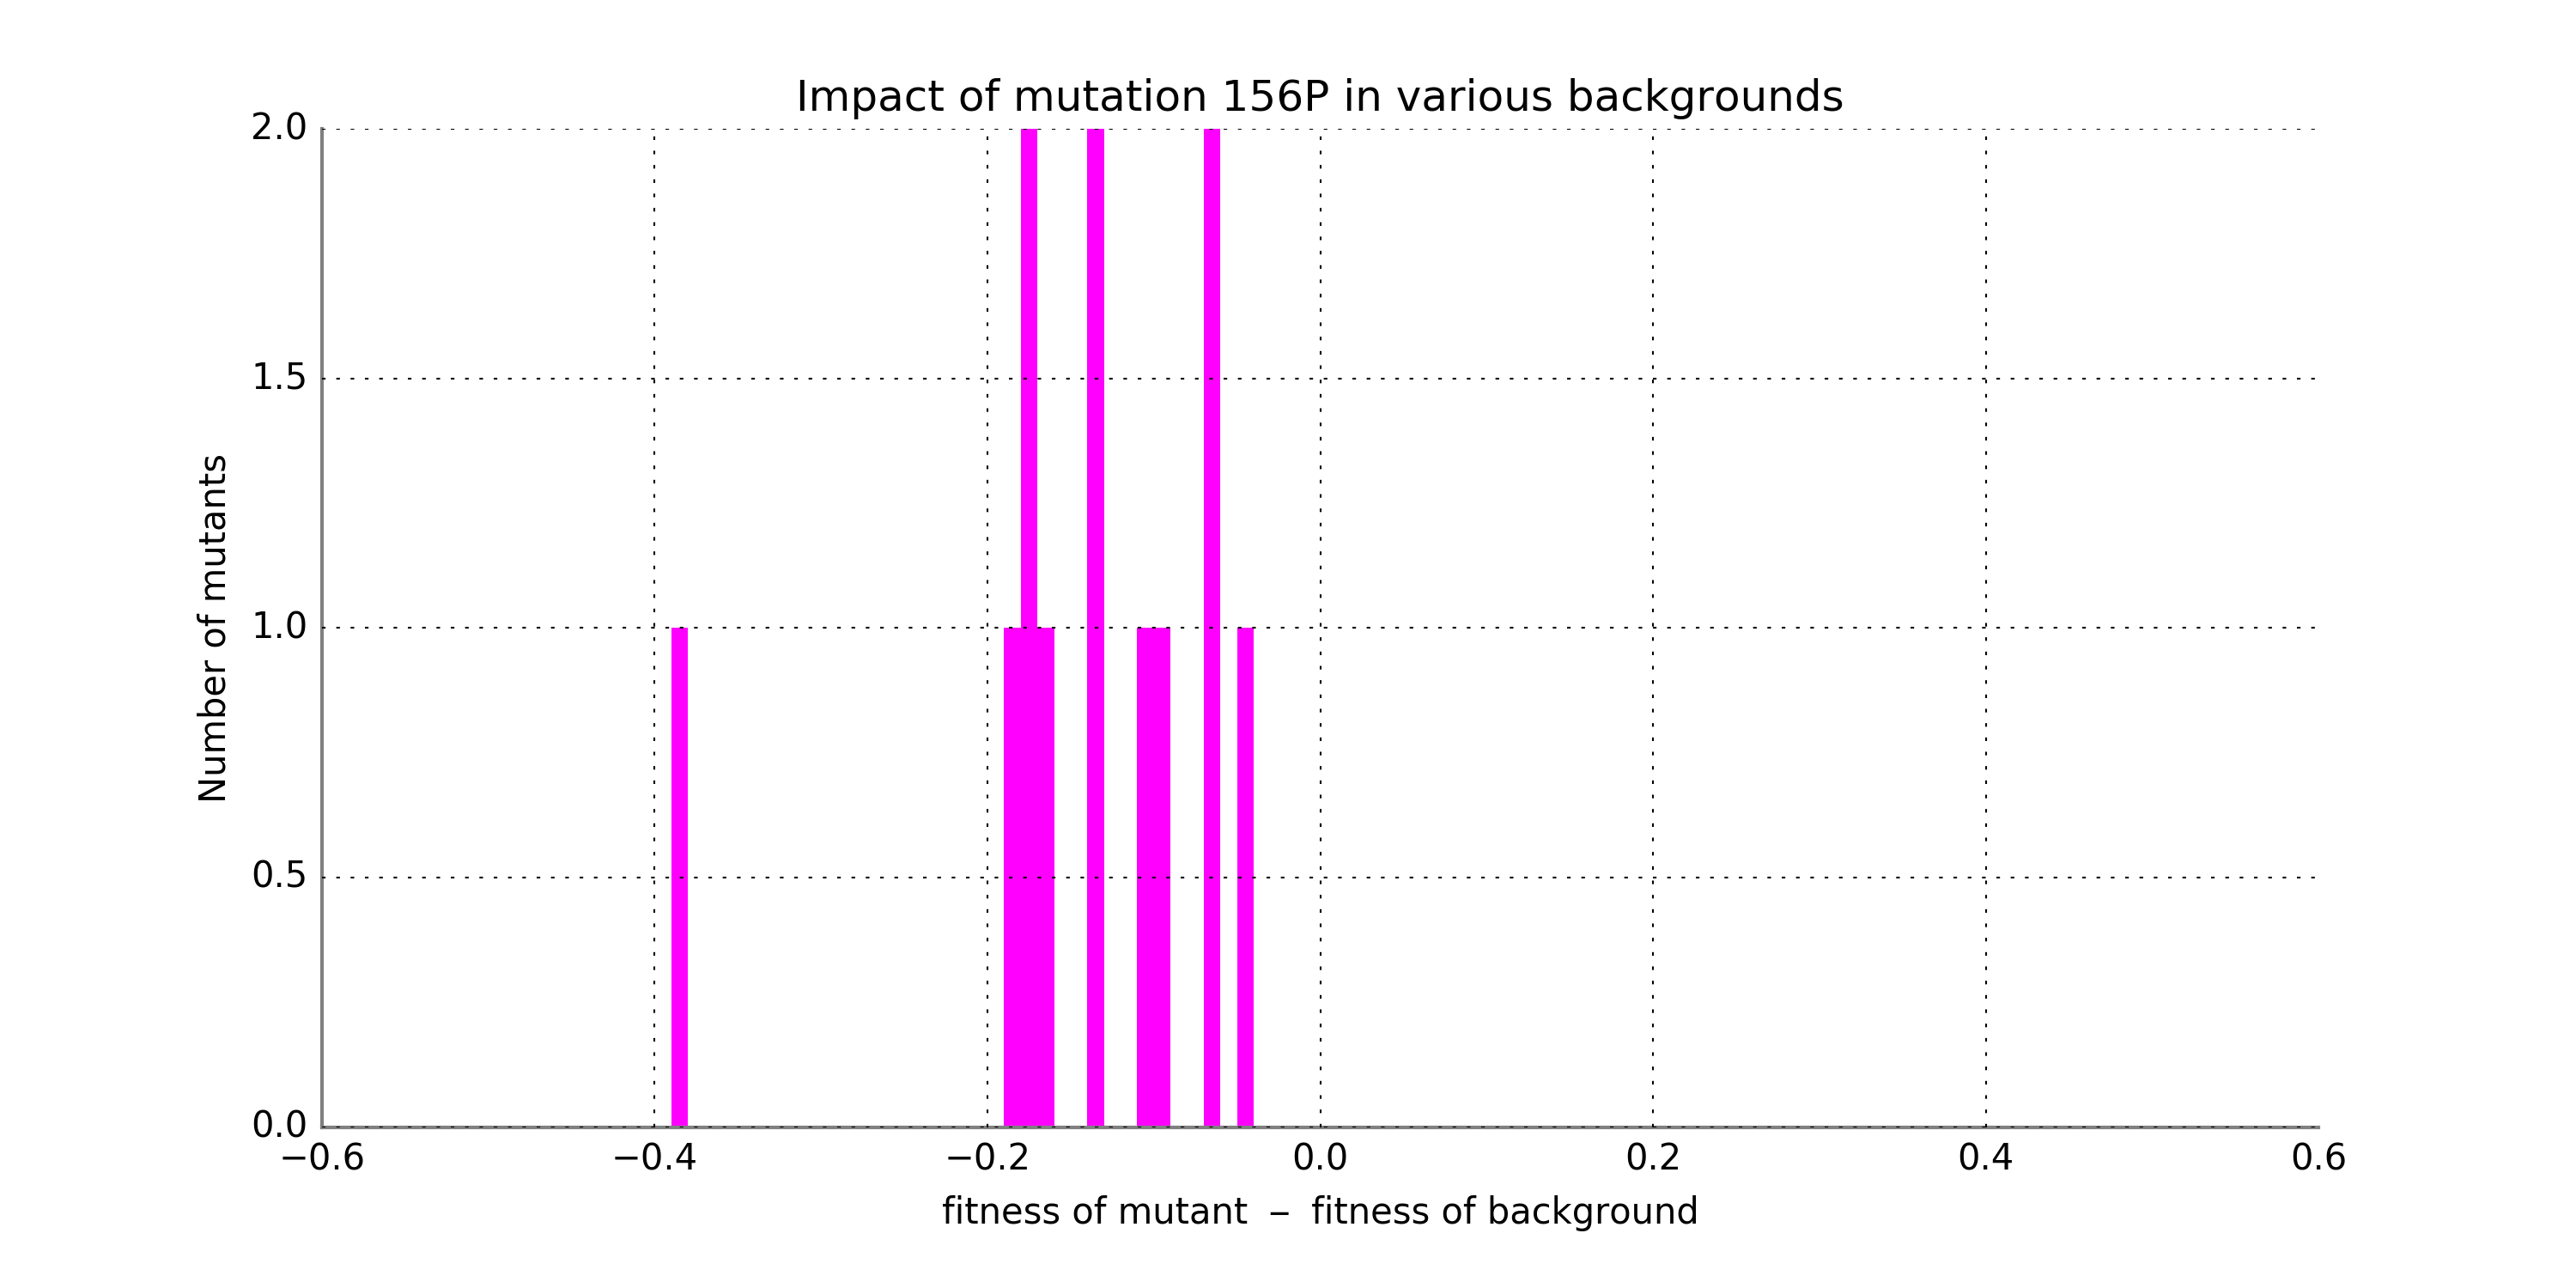 Impact of mutation 156P in various backgrounds
2.0
1.5
1.0
0.5
0.0
Number of mutants
−0.6 −0.4 −0.2 0.0 0.2 0.4 0.6
fitness of mutant − fitness of background